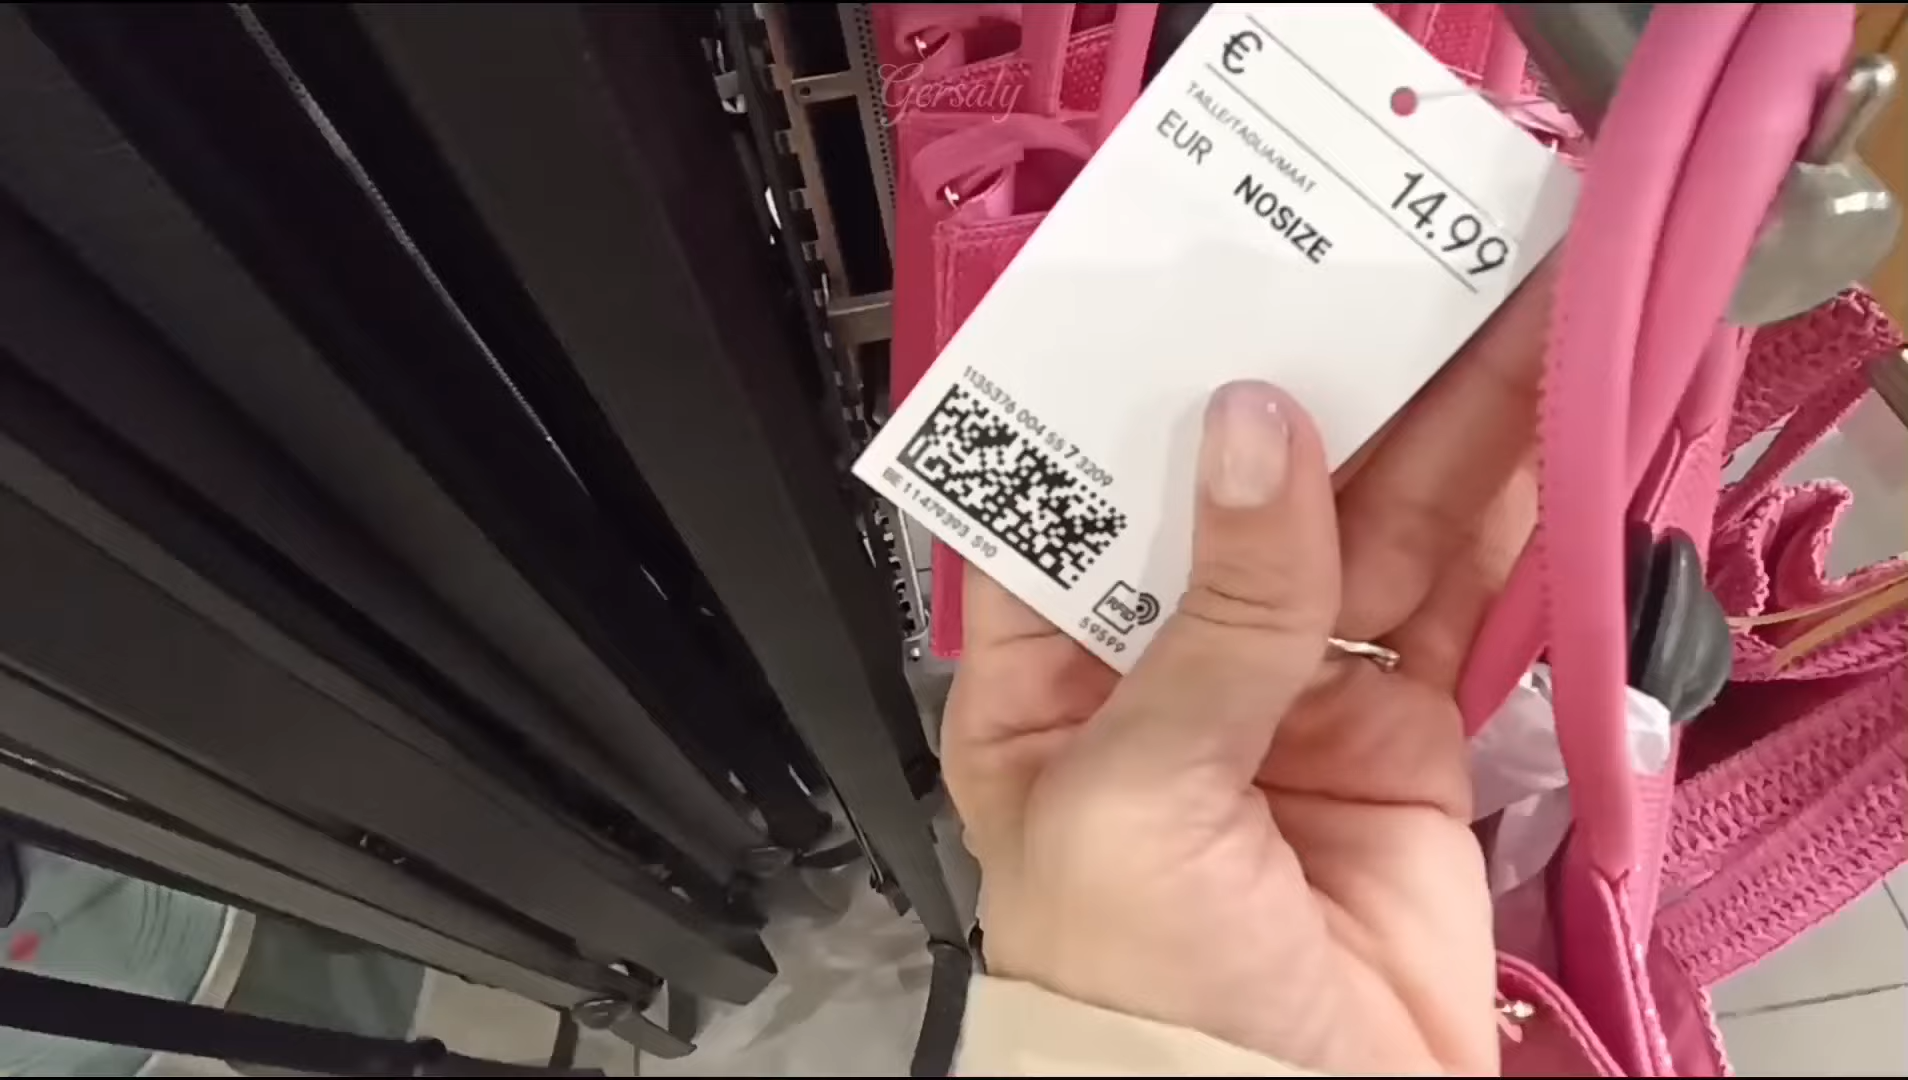 Gersaly
€ 14.99
TAILLE/TAGLIA/MAAT
EUR NOSIZE
1135376 004 55 7 3209
BE 11479393 S10
RFID
59599